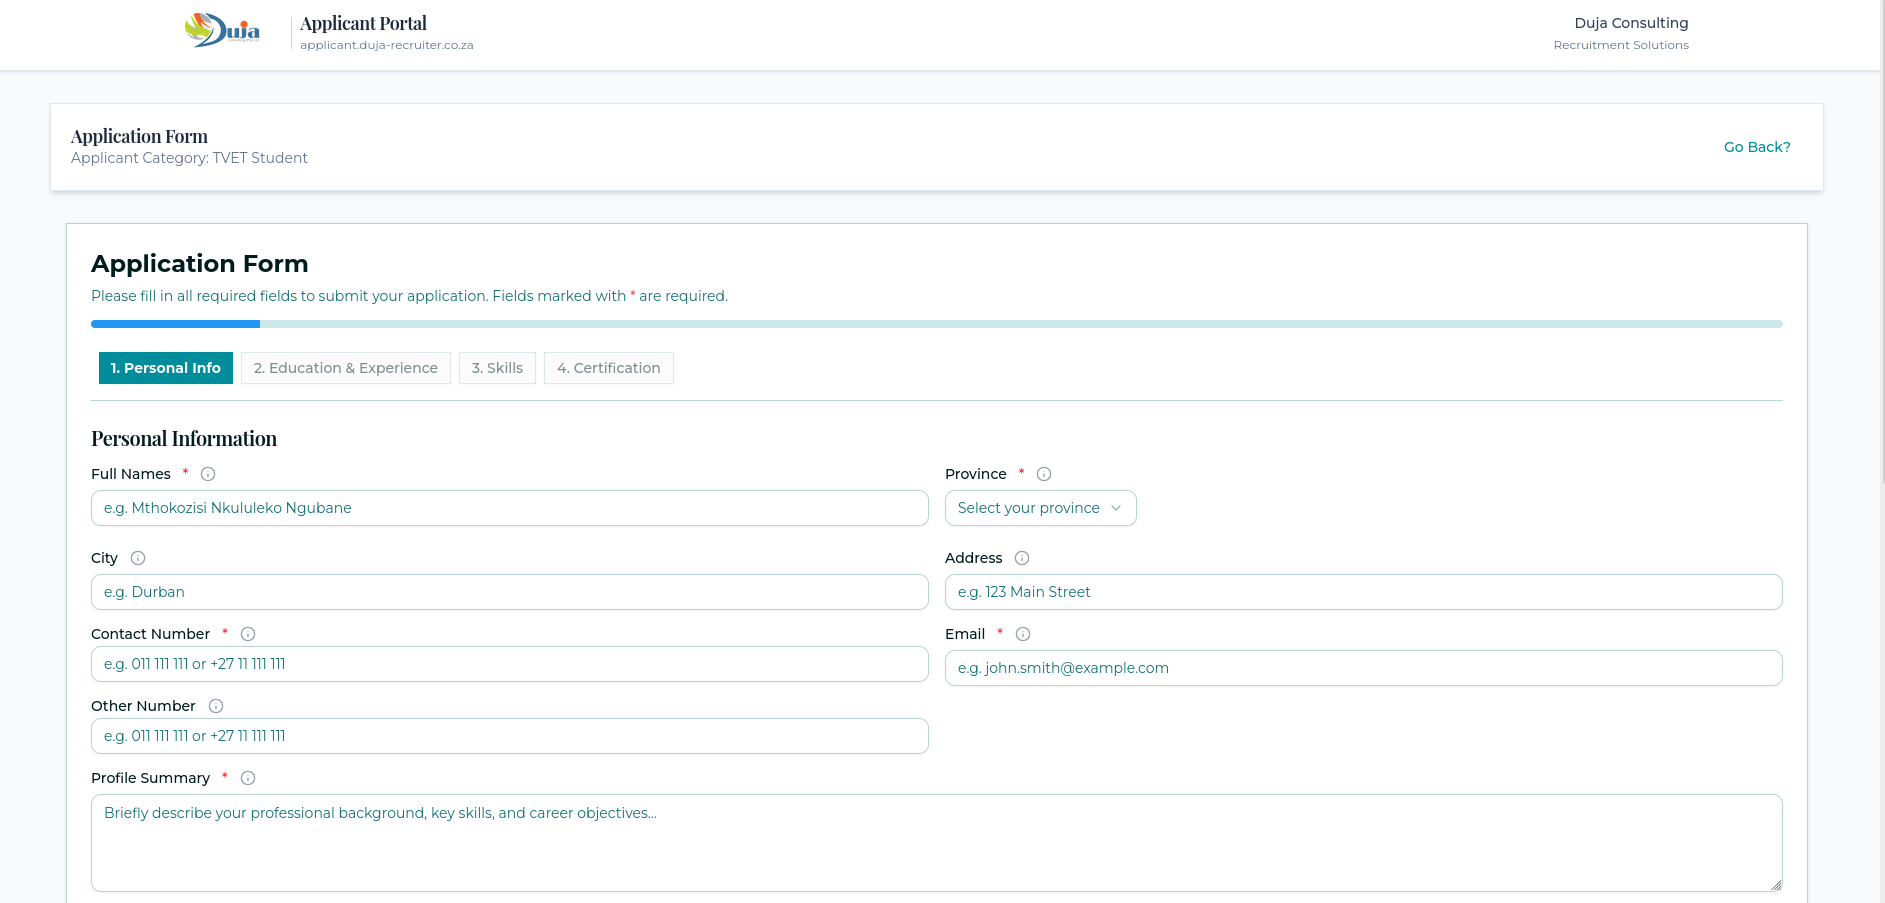 Duja
Applicant Portal
applicant.duja-recruiter.co.za
Duja Consulting
Recruitment Solutions
Application Form
Applicant Category: TVET Student
Go Back?
Application Form
Please fill in all required fields to submit your application. Fields marked with * are required.
1. Personal Info
2. Education & Experience
3. Skills
4. Certification
Personal Information
Full Names *
e.g. Mthokozisi Nkululeko Ngubane
Province *
Select your province
City
e.g. Durban
Address
e.g. 123 Main Street
Contact Number *
e.g. 011 111 111 or +27 11 111 111
Email *
e.g. john.smith@example.com
Other Number
e.g. 011 111 111 or +27 11 111 111
Profile Summary *
Briefly describe your professional background, key skills, and career objectives...